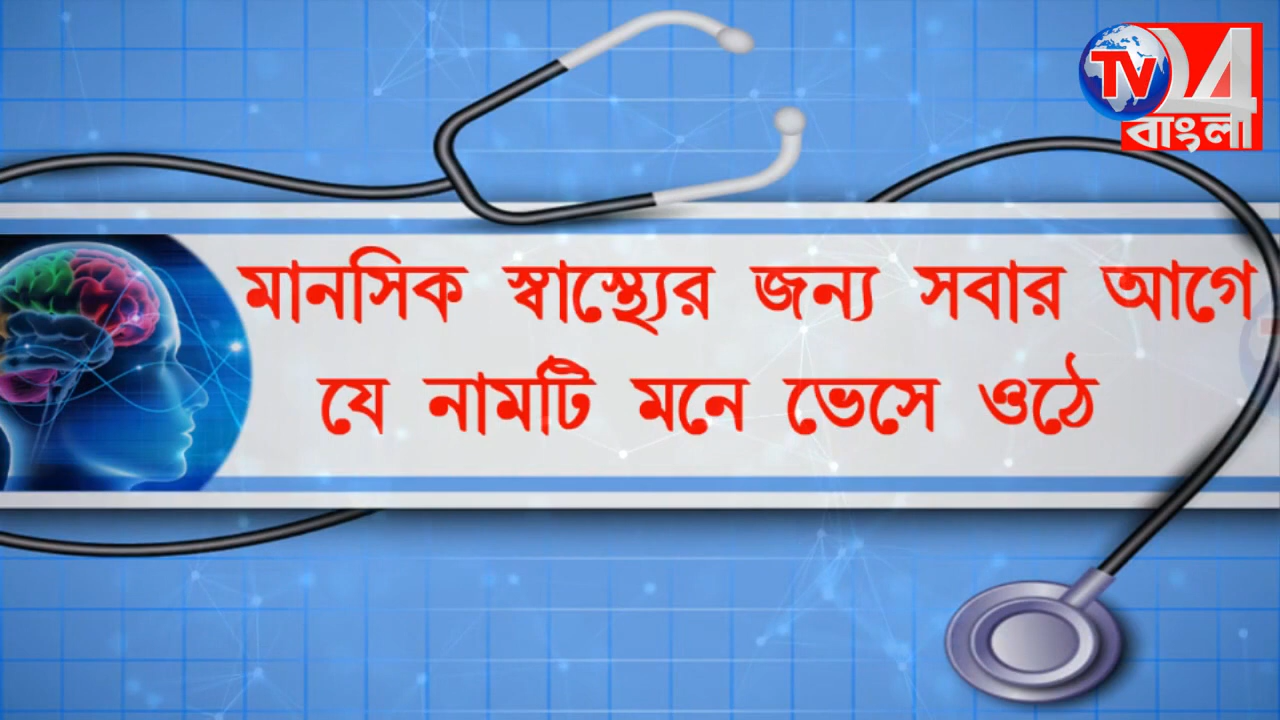 TV 24
বাংলা
মানসিক স্বাস্থ্যের জন্য সবার আগে
যে নামটি মনে ভেসে ওঠে